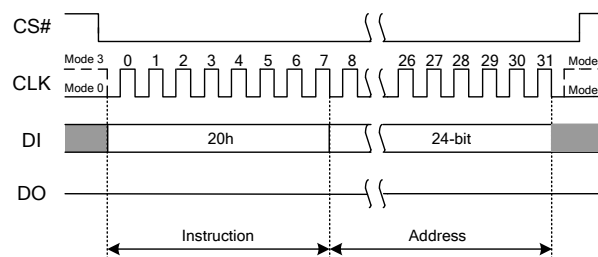 CS#
Mode 3 0 1 2 3 4 5 6 7 8 26 27 28 29 30 31 Mode
CLK
Mode 0 Mode
DI 20h 24-bit
DO
Instruction Address